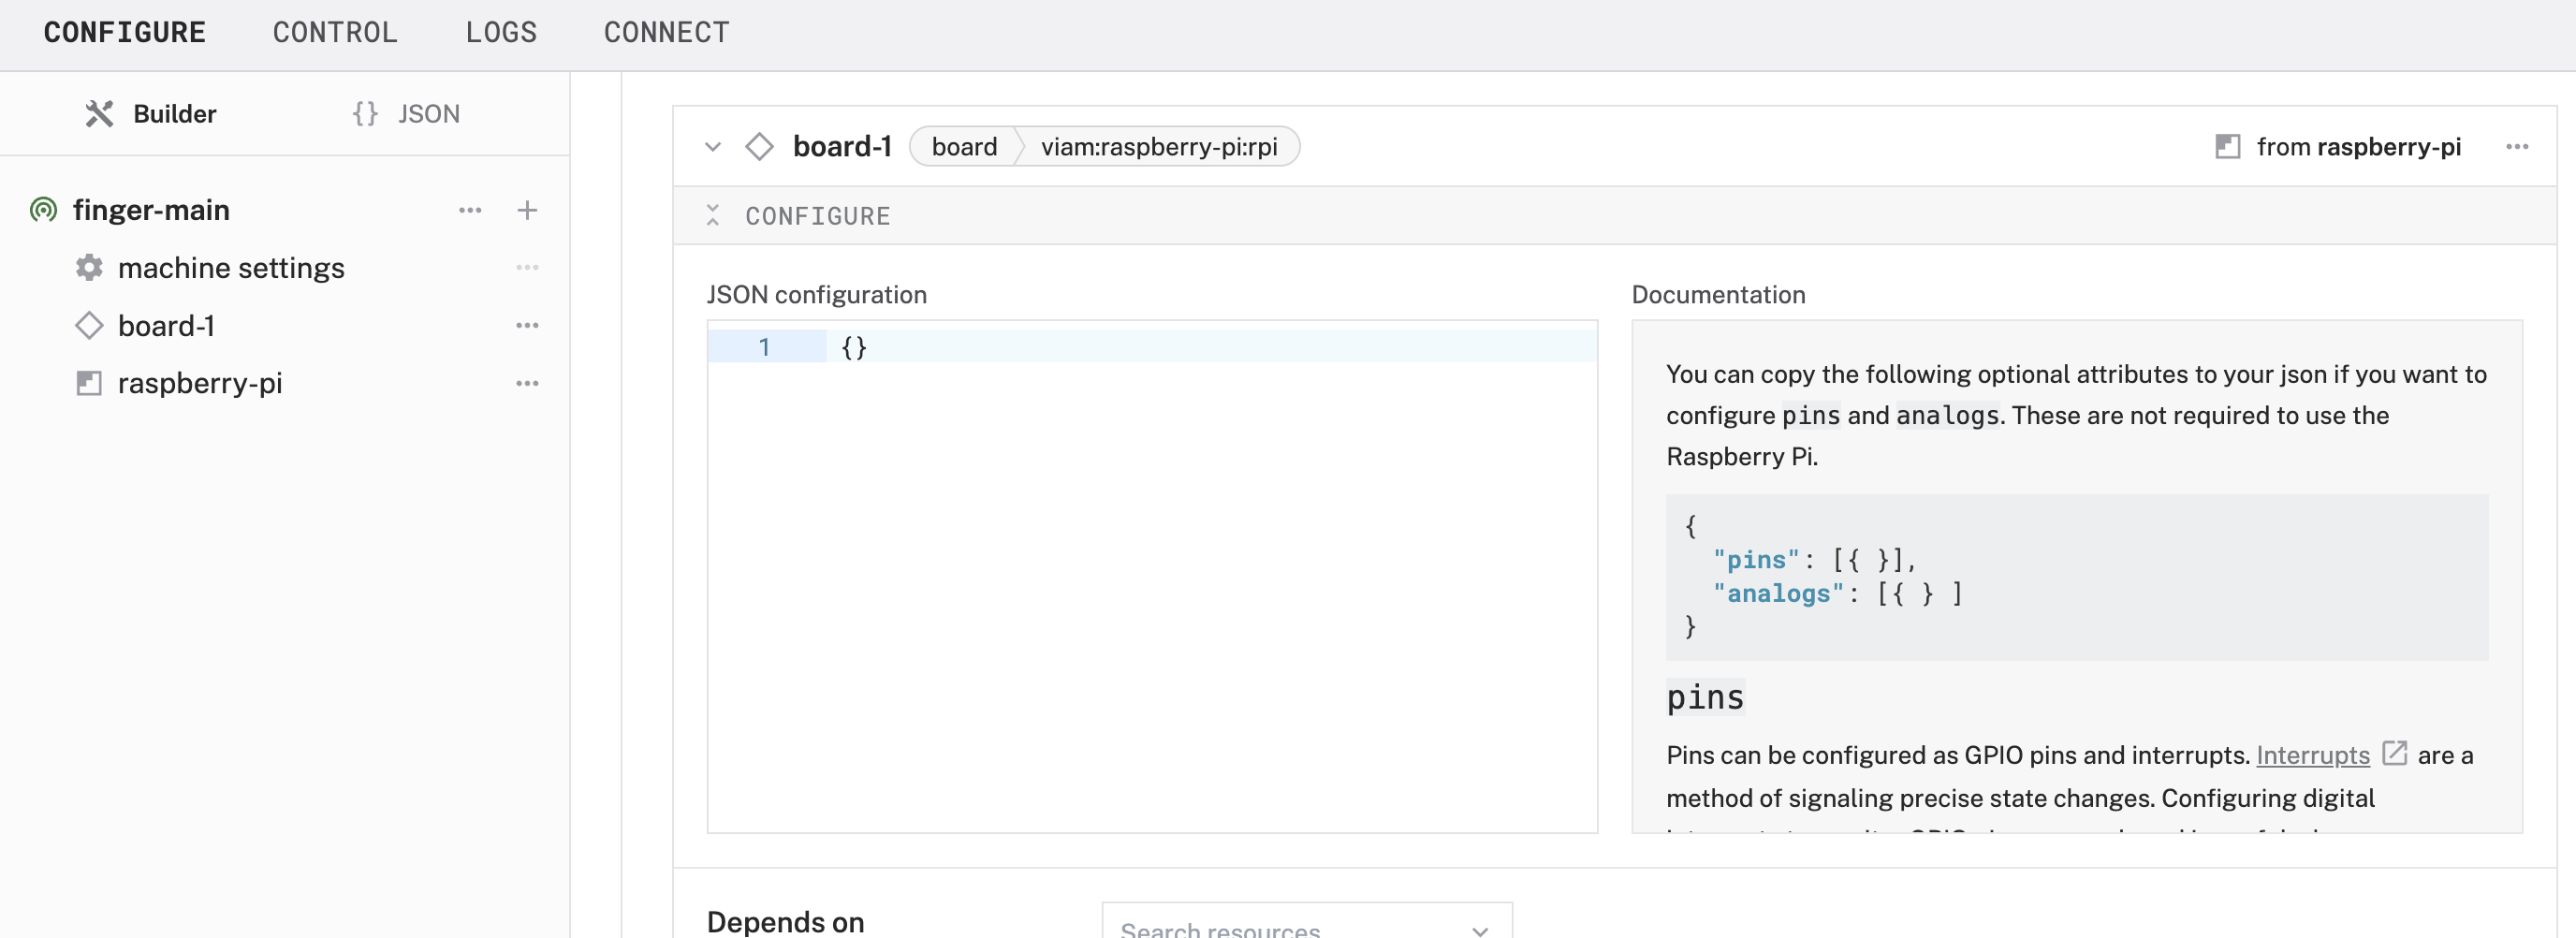 CONFIGURE CONTROL LOGS CONNECT
Builder {} JSON
finger-main
machine settings
board-1
raspberry-pi
board-1 board viam:raspberry-pi:rpi from raspberry-pi
CONFIGURE
JSON configuration
1 {}
Documentation
You can copy the following optional attributes to your json if you want to
configure pins and analogs. These are not required to use the
Raspberry Pi.
{
"pins": [{ }],
"analogs": [{ } ]
}
pins
Pins can be configured as GPIO pins and interrupts. Interrupts are a
method of signaling precise state changes. Configuring digital
Depends on
Search resources